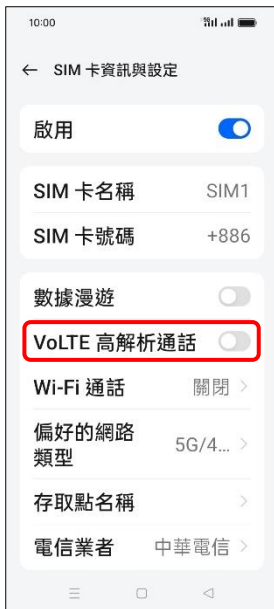 10:00
← SIM 卡資訊與設定
啟用
SIM 卡名稱 SIM1
SIM 卡號碼 +886
數據漫遊
VoLTE 高解析通話
Wi-Fi 通話 關閉 >
偏好的網路
類型 5G/4... >
存取點名稱 >
電信業者 中華電信 >